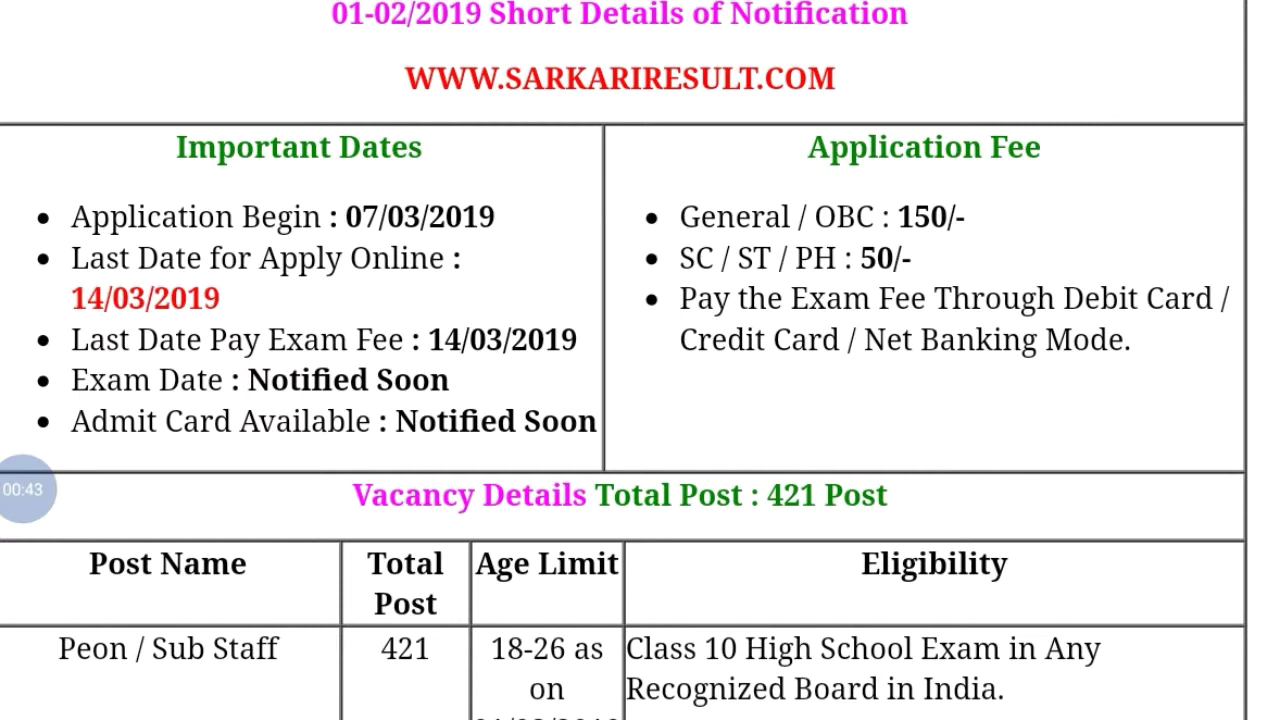 01-02/2019 Short Details of Notification
WWW.SARKARIRESULT.COM
Important Dates
Application Begin : 07/03/2019
Last Date for Apply Online :
14/03/2019
Last Date Pay Exam Fee : 14/03/2019
Exam Date : Notified Soon
Admit Card Available : Notified Soon
Application Fee
General / OBC : 150/-
SC / ST / PH : 50/-
Pay the Exam Fee Through Debit Card /
Credit Card / Net Banking Mode.
00:43
Vacancy Details Total Post : 421 Post
Post Name
Total
Post
Age Limit
Eligibility
Peon / Sub Staff
421
18-26 as
on
Class 10 High School Exam in Any
Recognized Board in India.